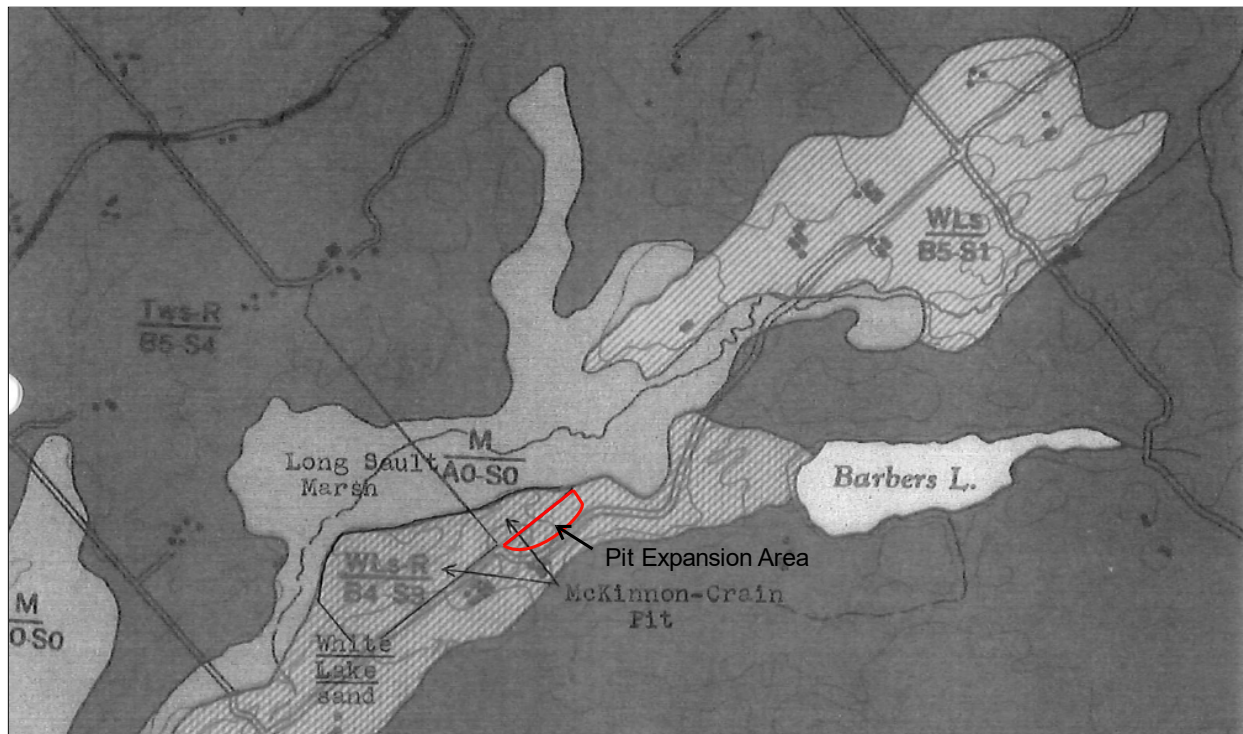 WLs
B5-S1
Tws-R
B5-S4
M
A0-S0
Long Sault
Marsh
Barbers L.
Pit Expansion Area
WLs-R
B4-S3
McKinnon-Crain
Pit
M
0-S0
White
Lake
sand